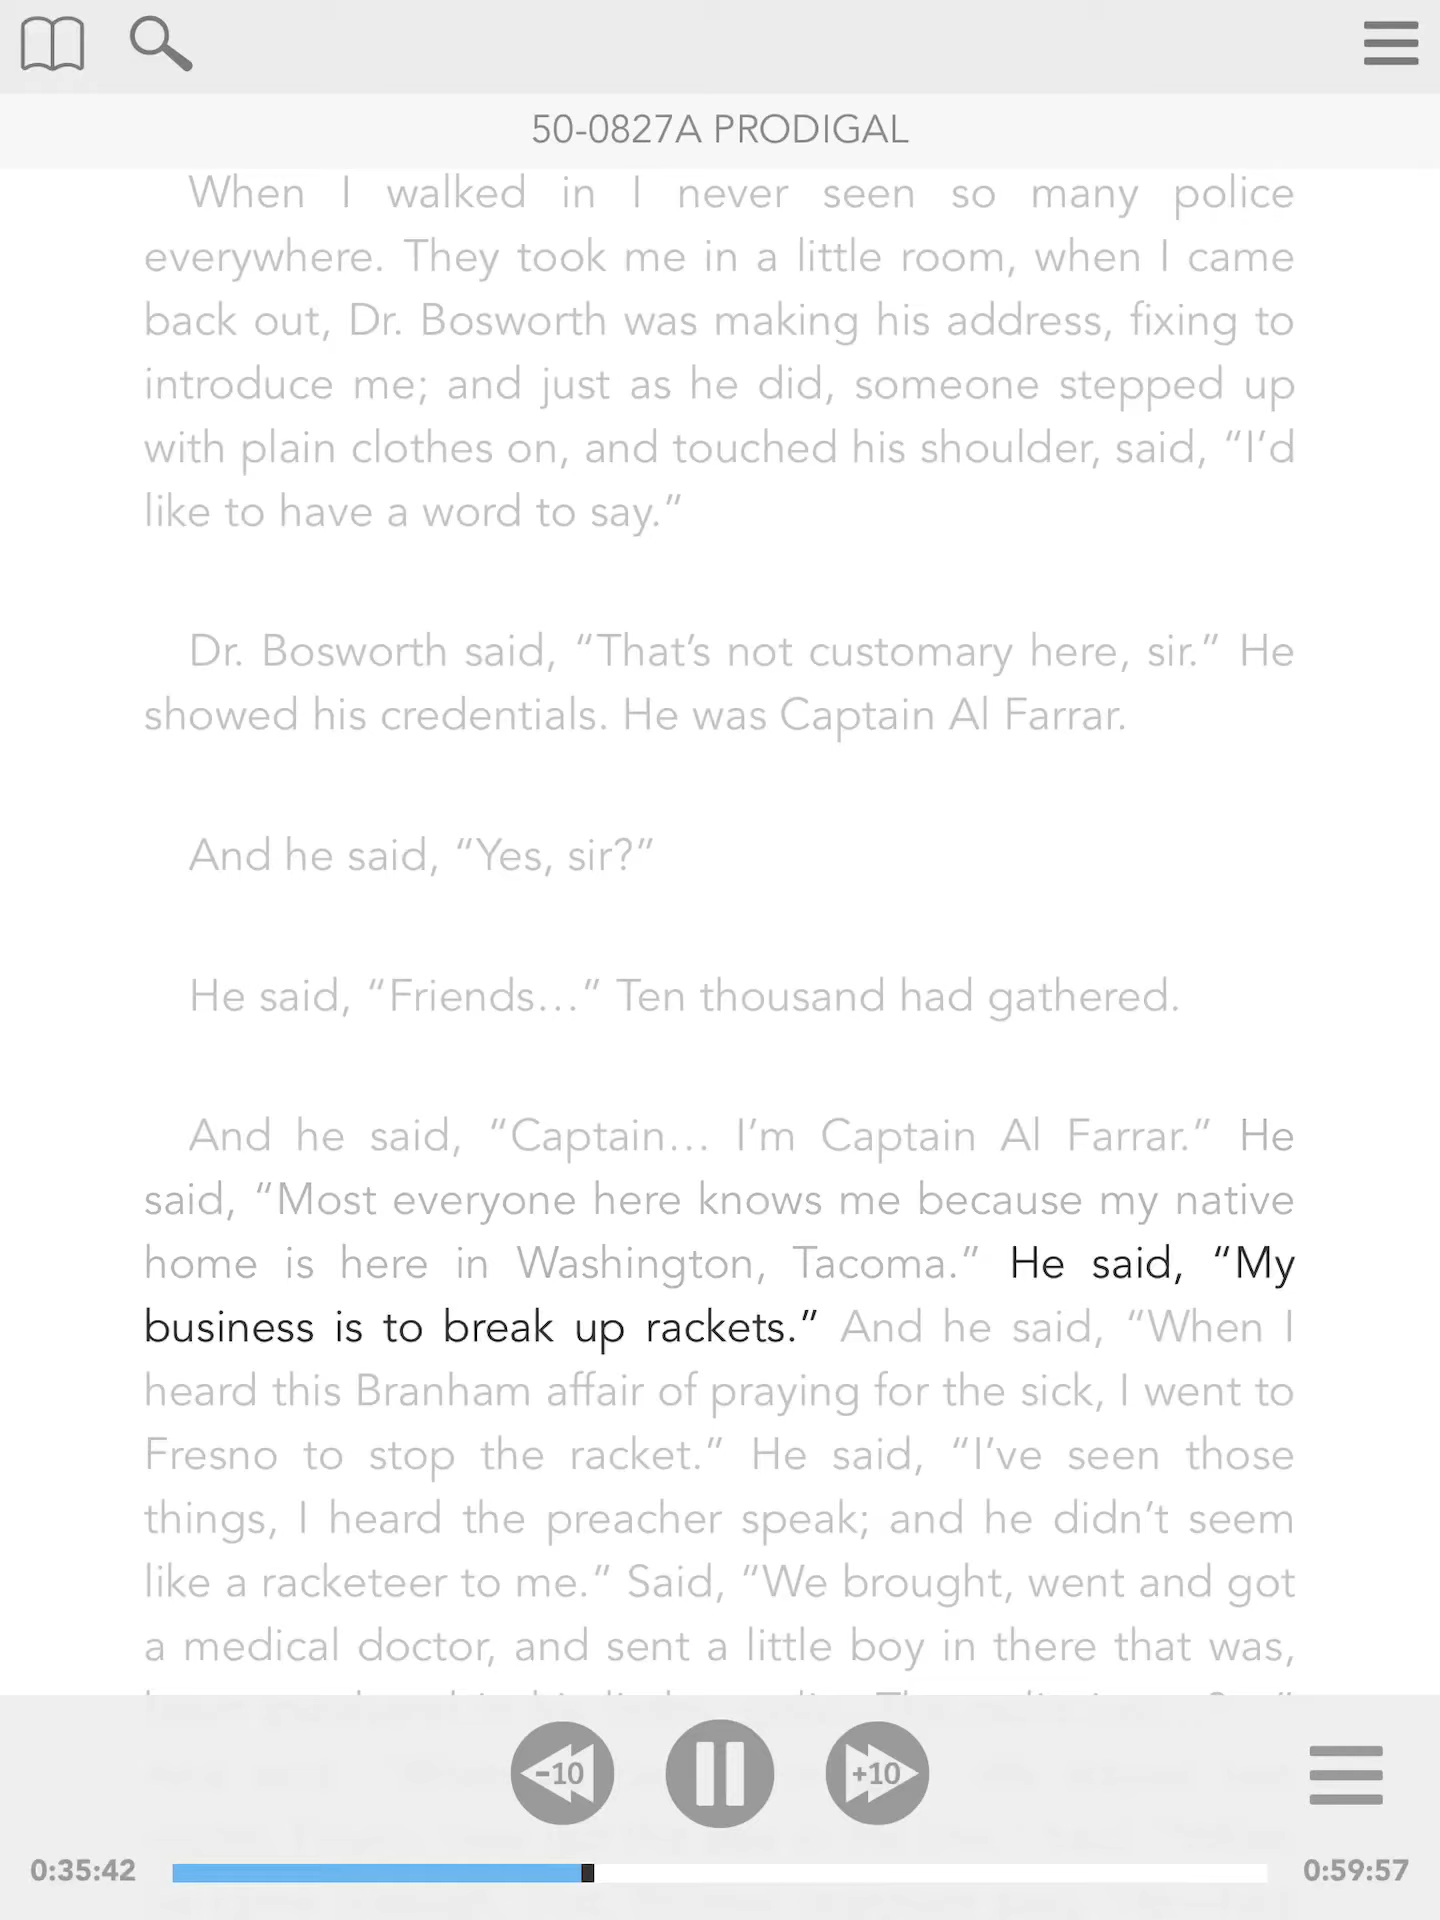 50-0827A PRODIGAL
When I walked in I never seen so many police
everywhere. They took me in a little room, when I came
back out, Dr. Bosworth was making his address, fixing to
introduce me; and just as he did, someone stepped up
with plain clothes on, and touched his shoulder, said, “I’d
like to have a word to say.”
Dr. Bosworth said, “That’s not customary here, sir.” He
showed his credentials. He was Captain Al Farrar.
And he said, “Yes, sir?”
He said, “Friends…” Ten thousand had gathered.
And he said, “Captain… I’m Captain Al Farrar.” He
said, “Most everyone here knows me because my native
home is here in Washington, Tacoma.” He said, “My
business is to break up rackets.” And he said, “When I
heard this Branham affair of praying for the sick, I went to
Fresno to stop the racket.” He said, “I’ve seen those
things, I heard the preacher speak; and he didn’t seem
like a racketeer to me.” Said, “We brought, went and got
a medical doctor, and sent a little boy in there that was,
-10 +10
0:35:42 0:59:57